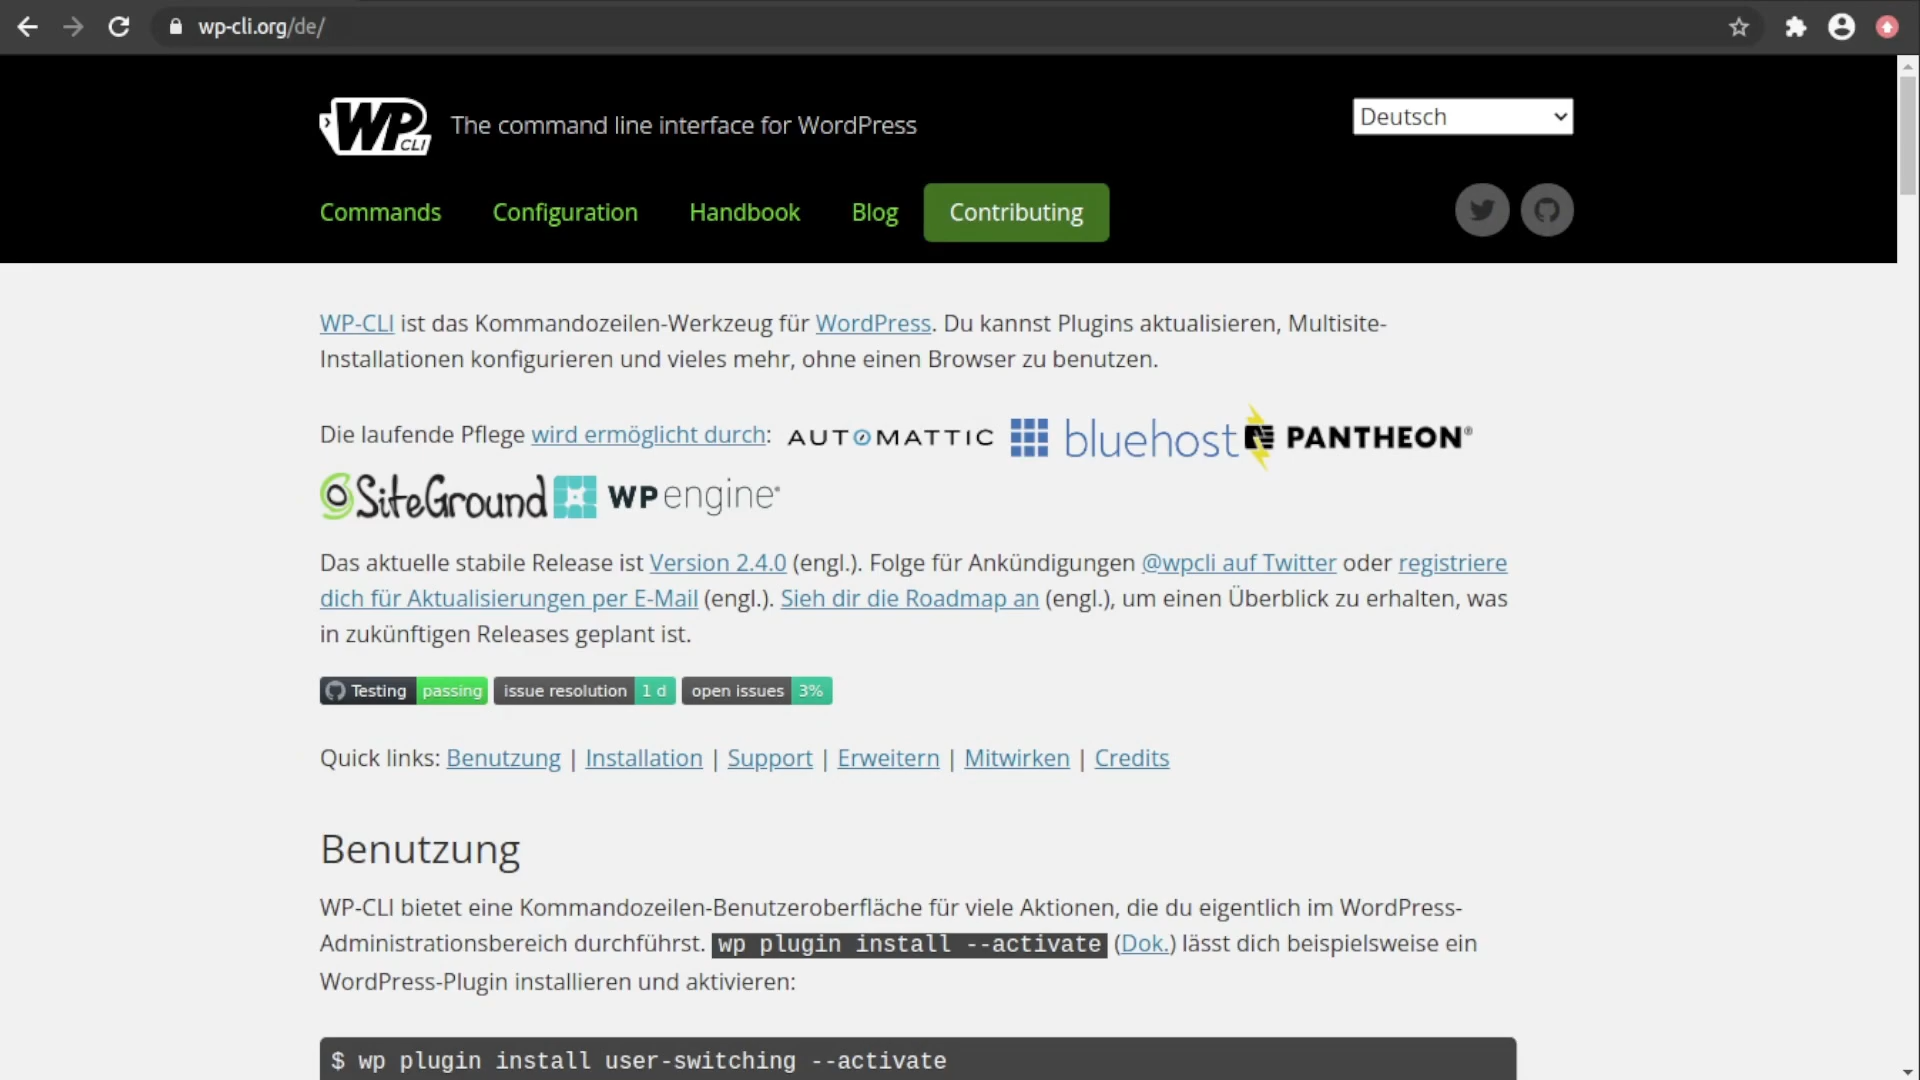 wp-cli.org/de/
WP CLI
The command line interface for WordPress
Deutsch
Commands Configuration Handbook Blog Contributing
WP-CLI ist das Kommandozeilen-Werkzeug für WordPress. Du kannst Plugins aktualisieren, Multisite-
Installationen konfigurieren und vieles mehr, ohne einen Browser zu benutzen.
Die laufende Pflege wird ermöglicht durch: AUTOMATTIC bluehost PANTHEON®
SiteGround WP engine®
Das aktuelle stabile Release ist Version 2.4.0 (engl.). Folge für Ankündigungen @wpcli auf Twitter oder registriere
dich für Aktualisierungen per E-Mail (engl.). Sieh dir die Roadmap an (engl.), um einen Überblick zu erhalten, was
in zukünftigen Releases geplant ist.
Testing passing issue resolution 1 d open issues 3%
Quick links: Benutzung | Installation | Support | Erweitern | Mitwirken | Credits
Benutzung
WP-CLI bietet eine Kommandozeilen-Benutzeroberfläche für viele Aktionen, die du eigentlich im WordPress-
Administrationsbereich durchführst. wp plugin install --activate (Dok.) lässt dich beispielsweise ein
WordPress-Plugin installieren und aktivieren:
$ wp plugin install user-switching --activate